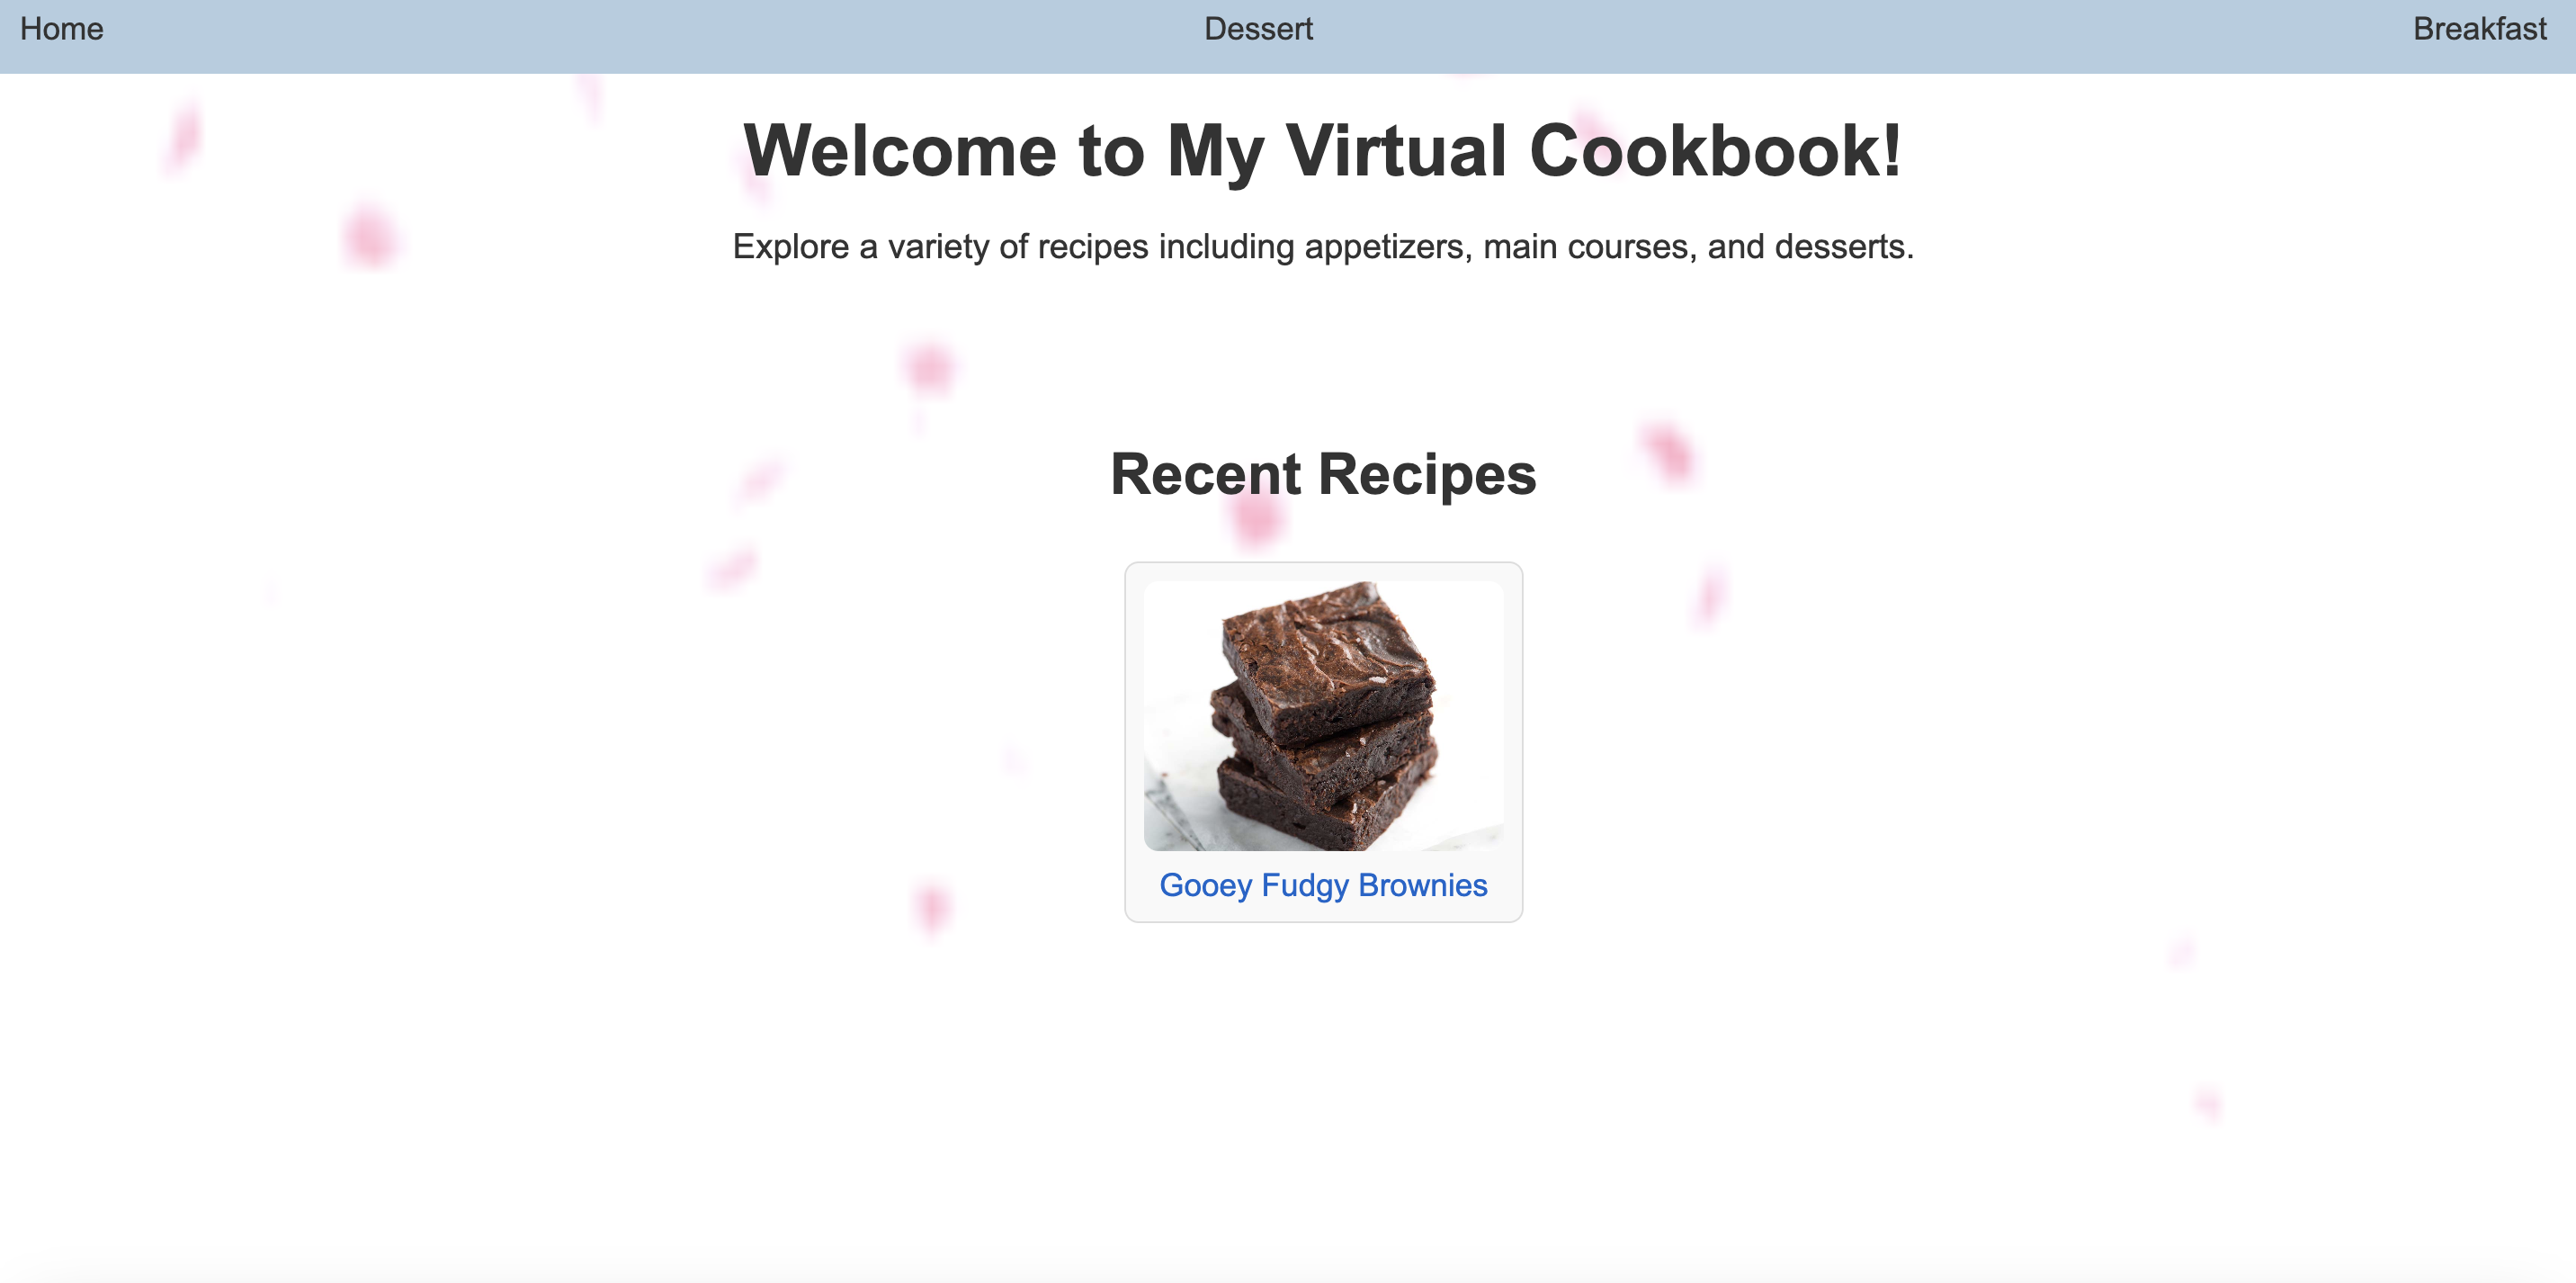 Home Dessert Breakfast
Welcome to My Virtual Cookbook!
Explore a variety of recipes including appetizers, main courses, and desserts.
Recent Recipes
Gooey Fudgy Brownies